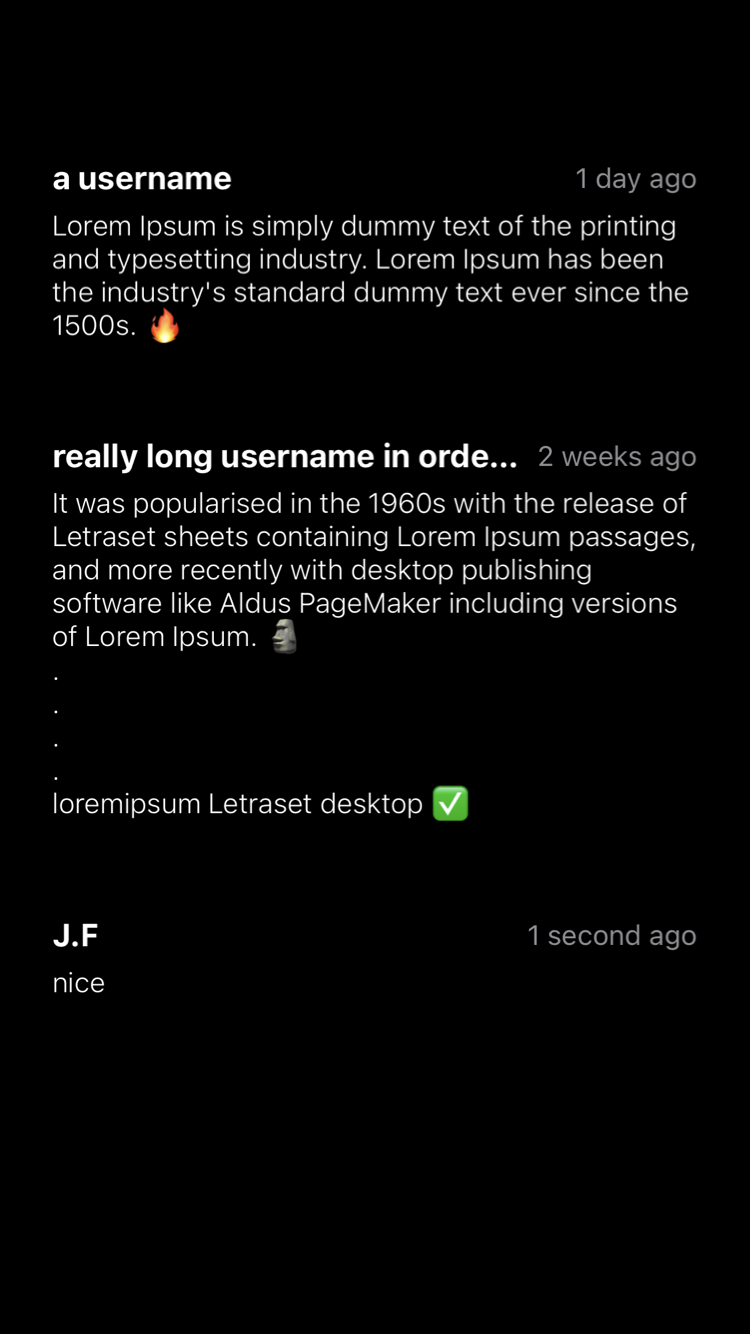 a username 1 day ago
Lorem Ipsum is simply dummy text of the printing
and typesetting industry. Lorem Ipsum has been
the industry's standard dummy text ever since the
1500s. 🔥
really long username in orde... 2 weeks ago
It was popularised in the 1960s with the release of
Letraset sheets containing Lorem Ipsum passages,
and more recently with desktop publishing
software like Aldus PageMaker including versions
of Lorem Ipsum. 🗿
.
.
.
.
loremipsum Letraset desktop ✅
J.F 1 second ago
nice